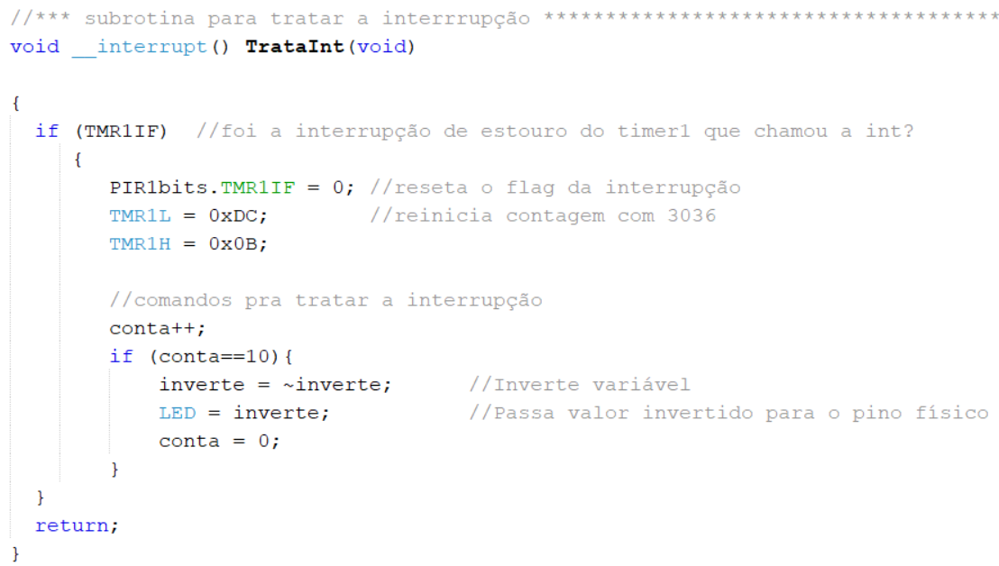 //*** subrotina para tratar a interrrupção *************************************
void __interrupt() TrataInt(void)
{
if (TMR1IF) //foi a interrupção de estouro do timer1 que chamou a int?
{
PIR1bits.TMR1IF = 0; //reseta o flag da interrupção
TMR1L = 0xDC; //reinicia contagem com 3036
TMR1H = 0x0B;
//comandos pra tratar a interrupção
conta++;
if (conta==10){
inverte = ~inverte; //Inverte variável
LED = inverte; //Passa valor invertido para o pino físico
conta = 0;
}
}
return;
}